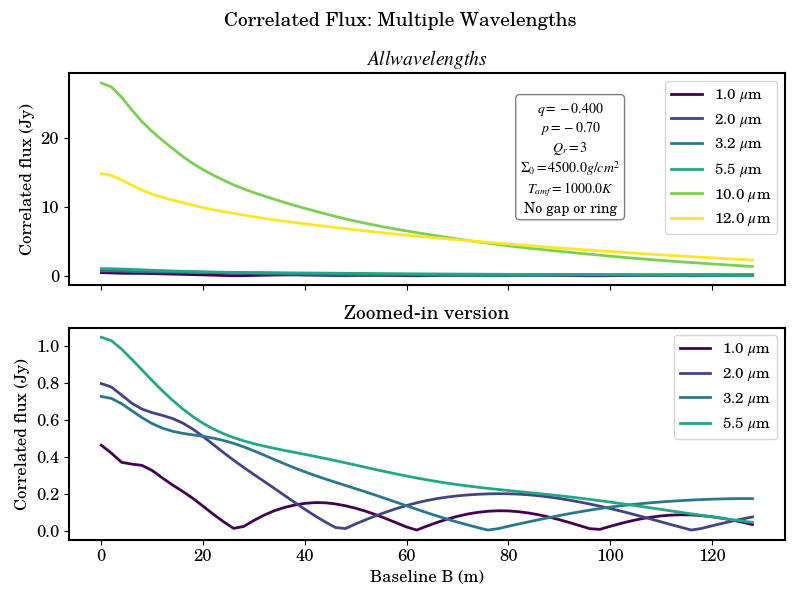 Correlated Flux: Multiple Wavelengths
Allwavelengths
Correlated flux (Jy)
20
10
0
q = −0.400
p = −0.70
Q_r = 3
Σ_0 = 4500.0g/cm^2
T_amf = 1000.0K
No gap or ring
1.0 μm
2.0 μm
3.2 μm
5.5 μm
10.0 μm
12.0 μm
Zoomed-in version
Correlated flux (Jy)
1.0
0.8
0.6
0.4
0.2
0.0
1.0 μm
2.0 μm
3.2 μm
5.5 μm
0 20 40 60 80 100 120
Baseline B (m)